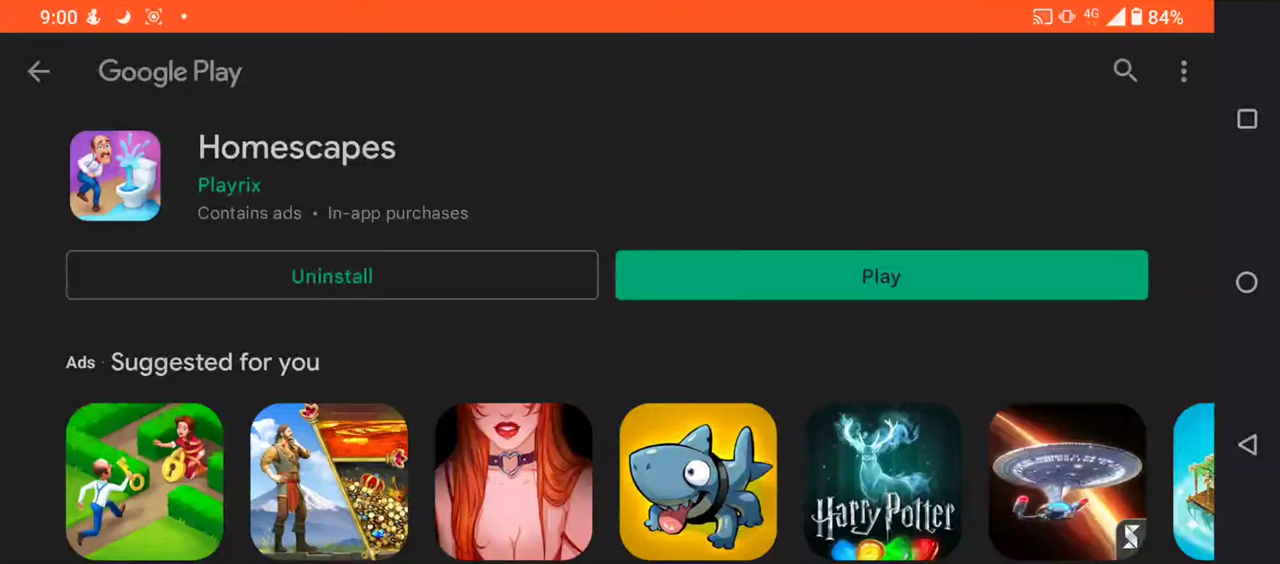 9:00 4G 84%
Google Play
Homescapes
Playrix
Contains ads • In-app purchases
Uninstall Play
Ads · Suggested for you
Harry Potter